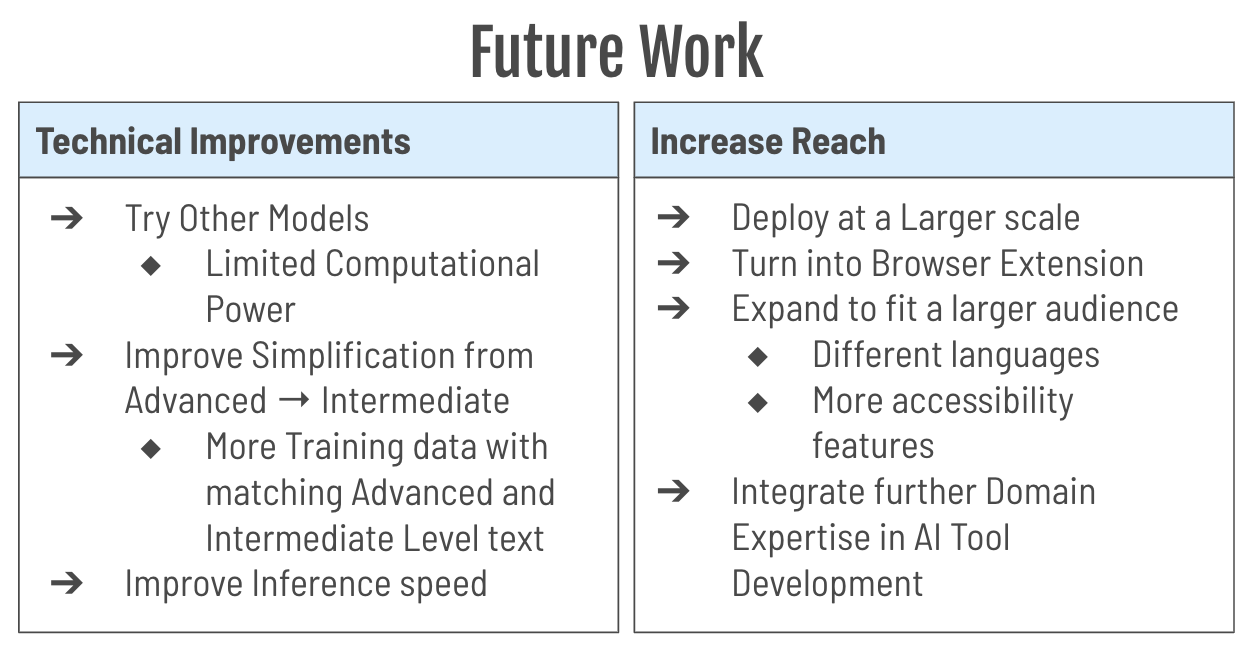 Future Work
Technical Improvements
➔ Try Other Models
◆ Limited Computational
Power
➔ Improve Simplification from
Advanced → Intermediate
◆ More Training data with
matching Advanced and
Intermediate Level text
➔ Improve Inference speed
Increase Reach
➔ Deploy at a Larger scale
➔ Turn into Browser Extension
➔ Expand to fit a larger audience
◆ Different languages
◆ More accessibility
features
➔ Integrate further Domain
Expertise in AI Tool
Development